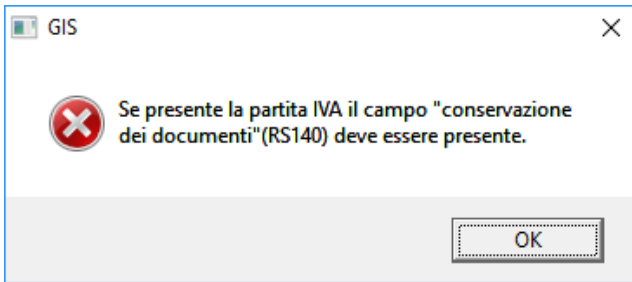 GIS
Se presente la partita IVA il campo "conservazione
dei documenti"(RS140) deve essere presente.
OK